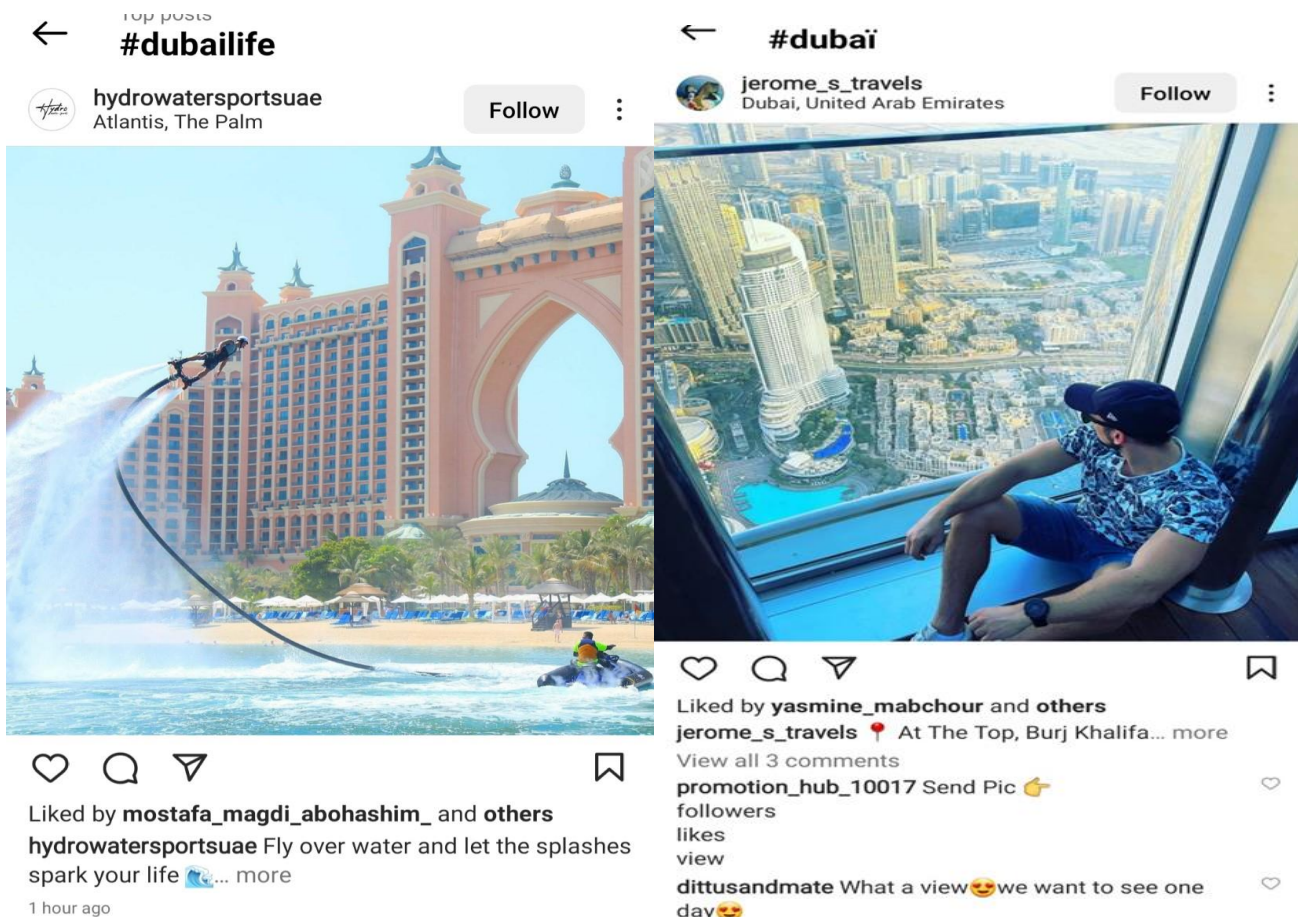 Top posts
#dubailife
hydrowatersportsuae
Atlantis, The Palm
Follow
Hydro
Liked by mostafa_magdi_abohashim_ and others
hydrowatersportsuae Fly over water and let the splashes
spark your life 🌊... more
1 hour ago
#dubaï
jerome_s_travels
Dubai, United Arab Emirates
Follow
Liked by yasmine_mabchour and others
jerome_s_travels 📍 At The Top, Burj Khalifa... more
View all 3 comments
promotion_hub_10017 Send Pic 👉
followers
likes
view
dittusandmate What a view😍we want to see one
day😍